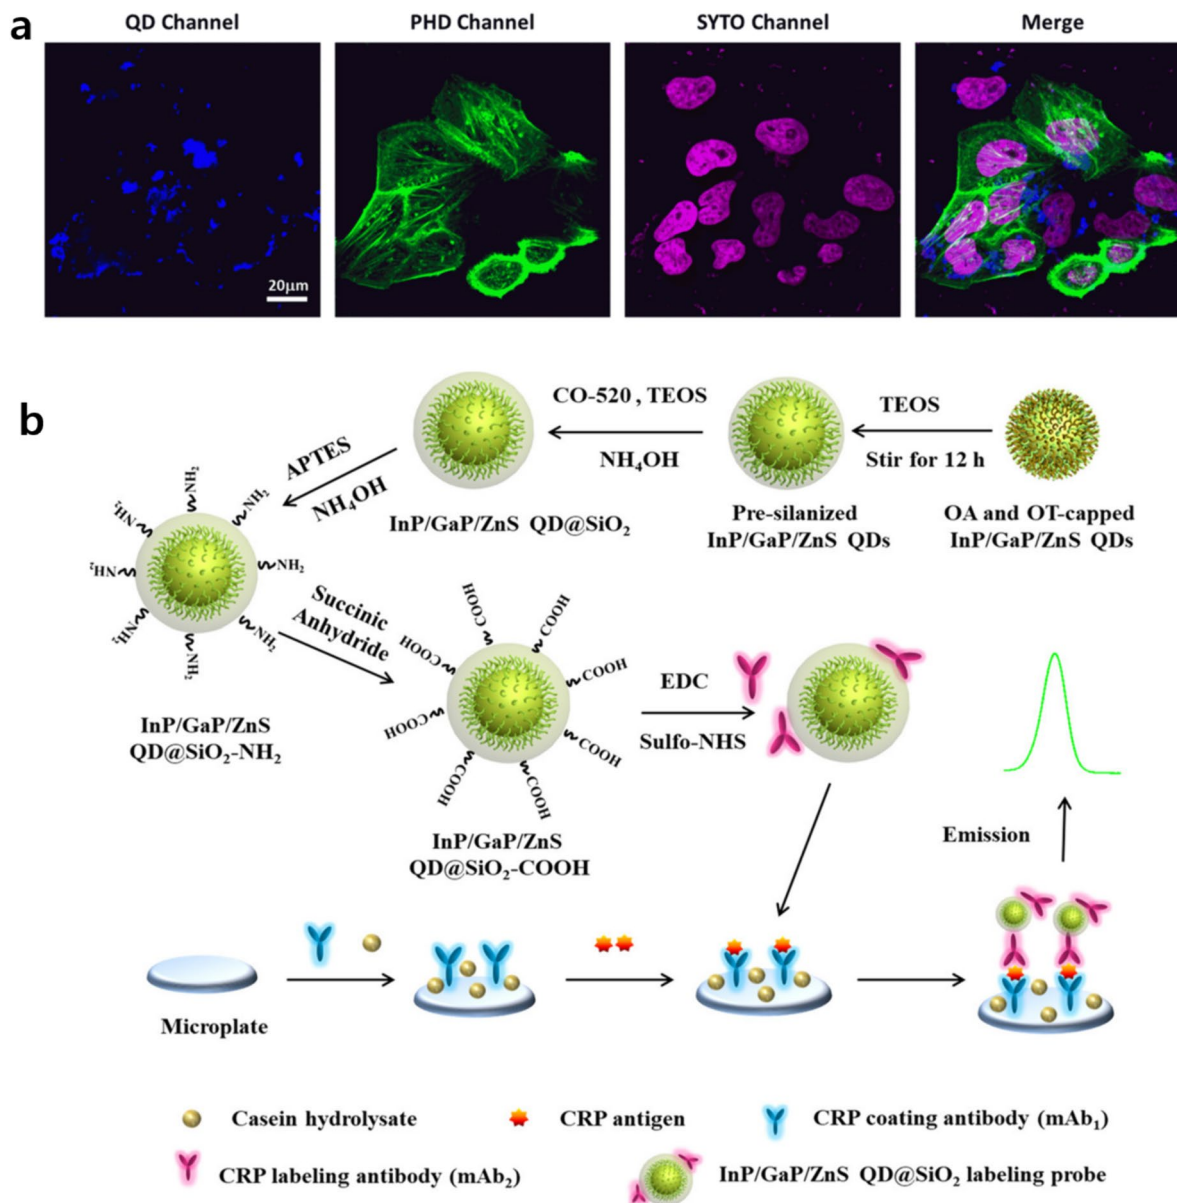 a
QD Channel
PHD Channel
SYTO Channel
Merge
20μm
b
CO-520 , TEOS
NH₄OH
TEOS
Stir for 12 h
APTES
NH₄OH
InP/GaP/ZnS QD@SiO₂
Pre-silanized
InP/GaP/ZnS QDs
OA and OT-capped
InP/GaP/ZnS QDs
NH₂
NH₂
NH₂
NH₂
NH₂
NH₂
NH₂
NH₂
InP/GaP/ZnS
QD@SiO₂-NH₂
Succinic
Anhydride
COOH
COOH
COOH
COOH
COOH
COOH
COOH
COOH
InP/GaP/ZnS
QD@SiO₂-COOH
EDC
Sulfo-NHS
Emission
Microplate
Casein hydrolysate
CRP antigen
CRP coating antibody (mAb₁)
CRP labeling antibody (mAb₂)
InP/GaP/ZnS QD@SiO₂ labeling probe